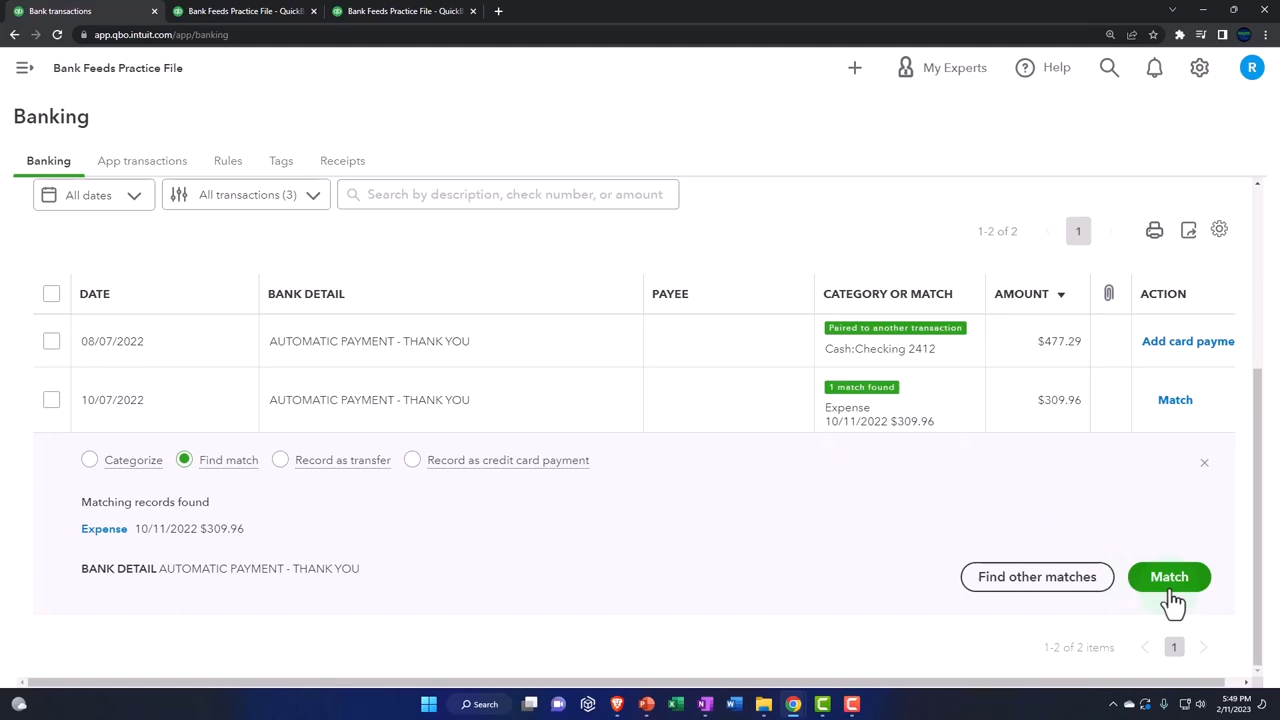 Bank transactions
Bank Feeds Practice File - QuickB
Bank Feeds Practice File - QuickB
app.qbo.intuit.com/app/banking
Bank Feeds Practice File
My Experts
Help
R
Banking
Banking
App transactions
Rules
Tags
Receipts
All dates
All transactions (3)
Search by description, check number, or amount
1-2 of 2
1
DATE
BANK DETAIL
PAYEE
CATEGORY OR MATCH
AMOUNT
ACTION
08/07/2022
AUTOMATIC PAYMENT - THANK YOU
Paired to another transaction
Cash:Checking 2412
$477.29
Add card payme
10/07/2022
AUTOMATIC PAYMENT - THANK YOU
1 match found
Expense
10/11/2022 $309.96
$309.96
Match
Categorize
Find match
Record as transfer
Record as credit card payment
Matching records found
Expense 10/11/2022 $309.96
BANK DETAIL AUTOMATIC PAYMENT - THANK YOU
Find other matches
Match
1-2 of 2 items
1
Search
5:49 PM
2/11/2023